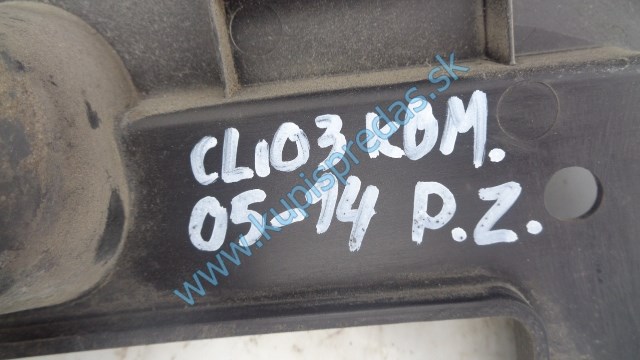 CLIO3 KOM.
05-14 P.Z.
www.kupispredas.sk